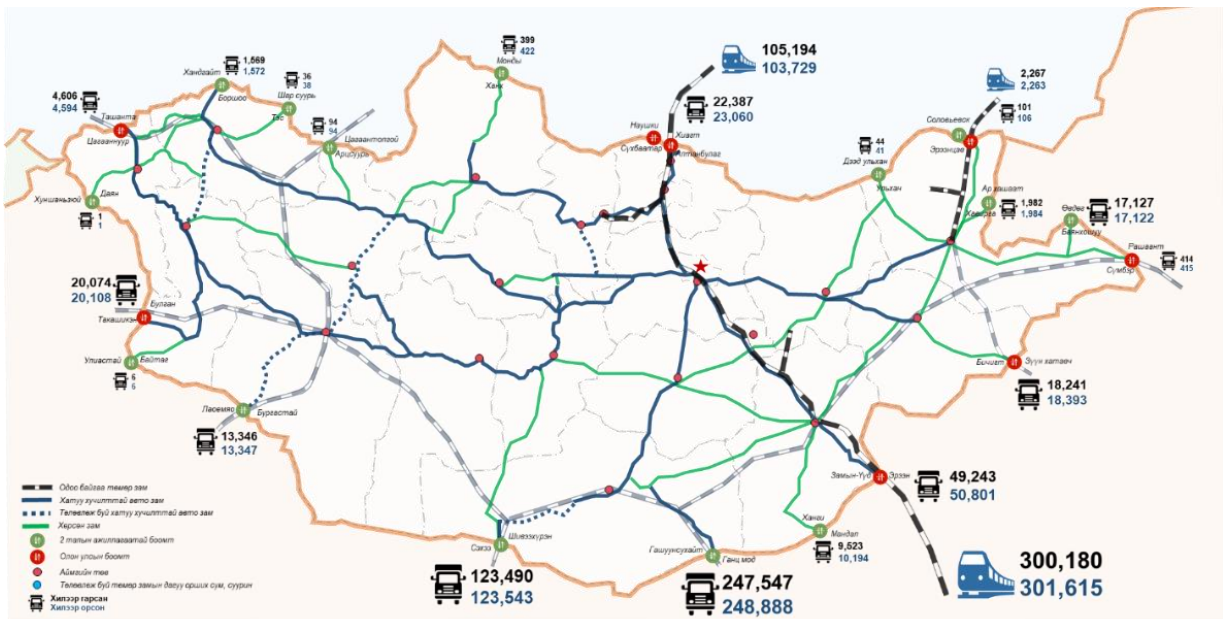 105,194
103,729
399
422
Монды
Ханх
1,569
1,572
Хандгайт
Боршоо
36
38
Шар суурь
Тэс
4,606
4,594
Ташанта
Цагааннуур
94
94
Цагаантолгой
Арцсуурь
22,387
23,060
Наушки
Хиагт
Сүхбаатар
Алтанбулаг
2,267
2,263
101
106
Соловьевск
Эрээнцав
44
41
Дээд ульхан
Ульхан
Ар хашаат
Хавирга
1,982
1,984
Баянхошуу
17,127
17,122
Рашаант
Сүмбэр
414
415
Хуншаньзуй
Даян
1
1
20,074
20,108
Булган
Такашикэн
Улиастай
Байтаг
6
6
Лаоемяо
Бургастай
13,346
13,347
Бичигт
Зүүн хатавч
18,241
18,393
Замын-Үүд
Эрээн
49,243
50,801
Ханги
Мандал
9,523
10,194
Сэхээ
Шивээхүрэн
123,490
123,543
Гашуунсухайт
Ганц мод
247,547
248,888
300,180
301,615
Одоо байгаа төмөр зам
Хатуу хучилттай авто зам
Төлөвлөж буй хатуу хучилттай авто зам
Хөрсөн зам
2 талын ажиллагаатай боомт
Олон улсын боомт
Аймгийн төв
Төлөвлөж буй төмөр замын дагуу орших сум, суурин
Хилээр гарсан
Хилээр орсон